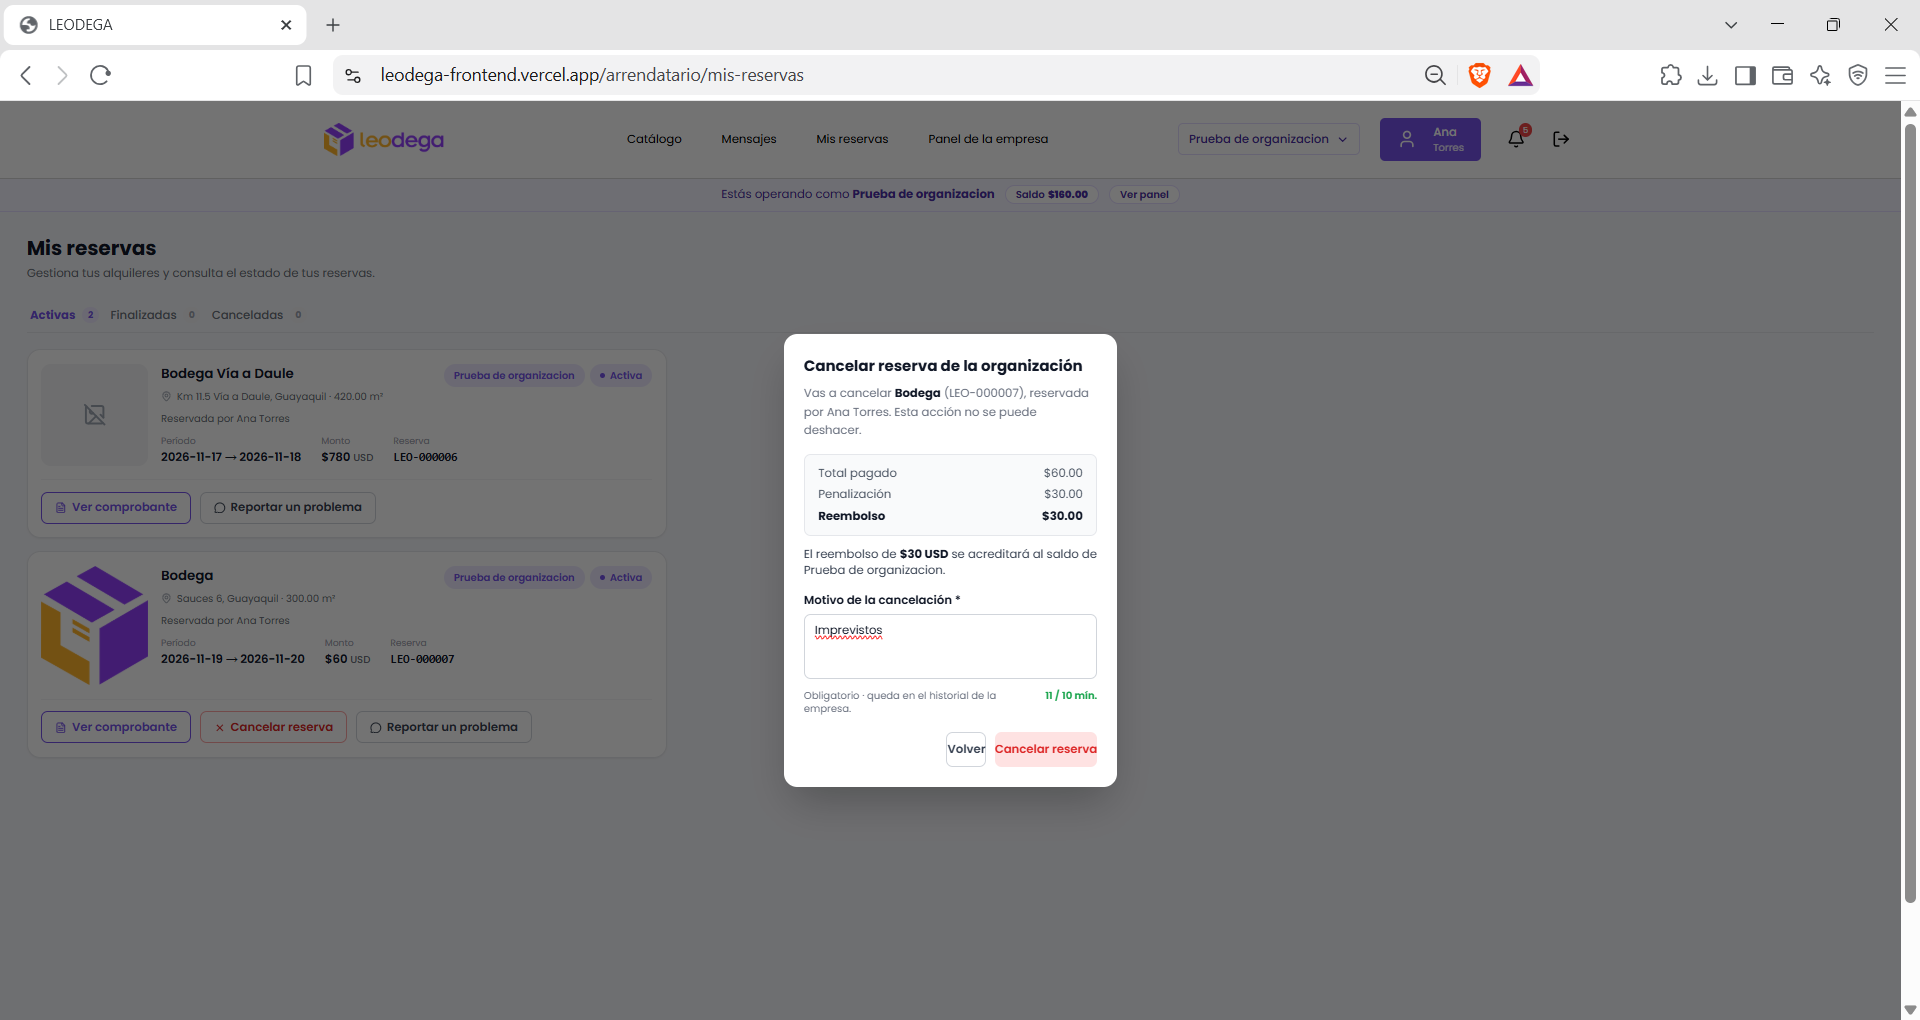 LEODEGA
leodega-frontend.vercel.app/arrendatario/mis-reservas
leodega
Catálogo
Mensajes
Mis reservas
Panel de la empresa
Prueba de organizacion
Ana
Torres
5
Estás operando como Prueba de organizacion
Saldo $160.00
Ver panel
Mis reservas
Gestiona tus alquileres y consulta el estado de tus reservas.
Activas 2
Finalizadas 0
Canceladas 0
Bodega Vía a Daule
Prueba de organizacion
Activa
Km 11.5 Vía a Daule, Guayaquil · 420.00 m²
Reservada por Ana Torres
Periodo
Monto
Reserva
2026-11-17 → 2026-11-18
$780 USD
LEO-000006
Ver comprobante
Reportar un problema
Bodega
Prueba de organizacion
Activa
Sauces 6, Guayaquil · 300.00 m²
Reservada por Ana Torres
Periodo
Monto
Reserva
2026-11-19 → 2026-11-20
$60 USD
LEO-000007
Ver comprobante
Cancelar reserva
Reportar un problema
Cancelar reserva de la organización
Vas a cancelar Bodega (LEO-000007), reservada
por Ana Torres. Esta acción no se puede
deshacer.
Total pagado $60.00
Penalización $30.00
Reembolso $30.00
El reembolso de $30 USD se acreditará al saldo de
Prueba de organizacion.
Motivo de la cancelación *
Imprevistos
Obligatorio · queda en el historial de la
empresa.
11 / 10 mín.
Volver
Cancelar reserva